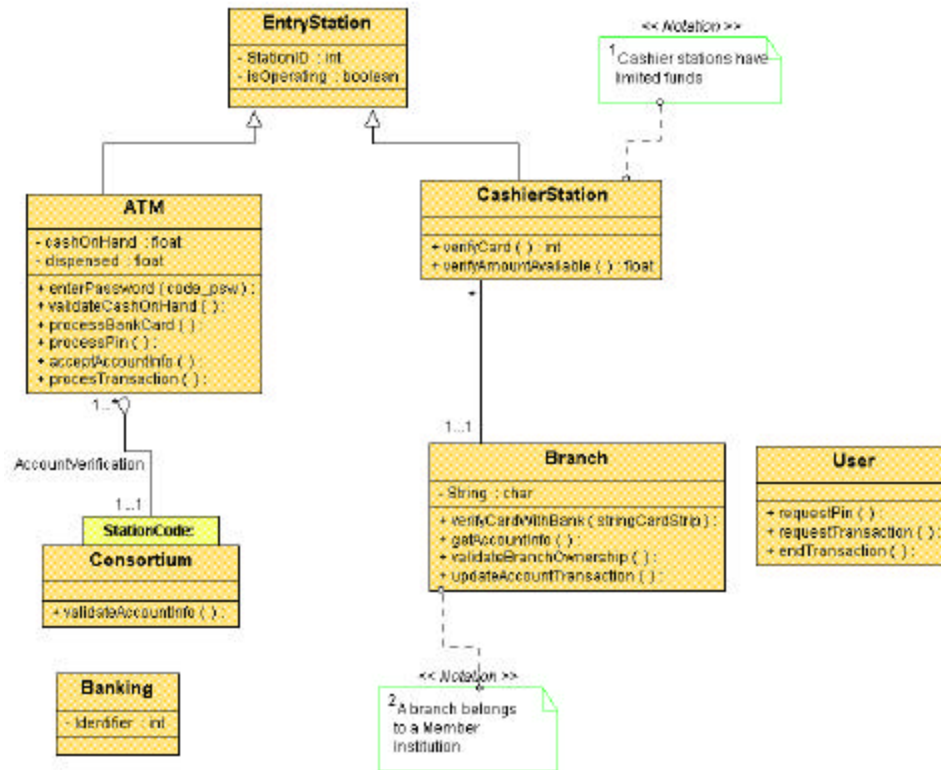 EntryStation
- StationID : int
- isOperating : boolean
<< Notation >>
1 Cashier stations have
limited funds
ATM
- cashOnHand : float
- dispensed : float
+ enterPassword ( code_psw ) :
+ validateCashOnHand ( ) :
+ processBankCard ( ) :
+ processPin ( ) :
+ acceptAccountInfo ( ) :
+ procesTransaction ( ) :
CashierStation
+ verifyCard ( ) : int
+ verifyAmountAvailable ( ) : float
*
1...*
1...1
AccountVerification
1...1
StationCode:
Consortium
+ validateAccountInfo ( ) :
Branch
- String : char
+ verifyCardWithBank ( stringCardStrip ) :
+ getAccountInfo ( ) :
+ validateBranchOwnership ( ) :
+ updateAccountTransaction ( ) :
User
+ requestPin ( ) :
+ requestTransaction ( ) :
+ endTransaction ( ) :
Banking
- Identifier : int
<< Notation >>
2 A branch belongs
to a Member
institution